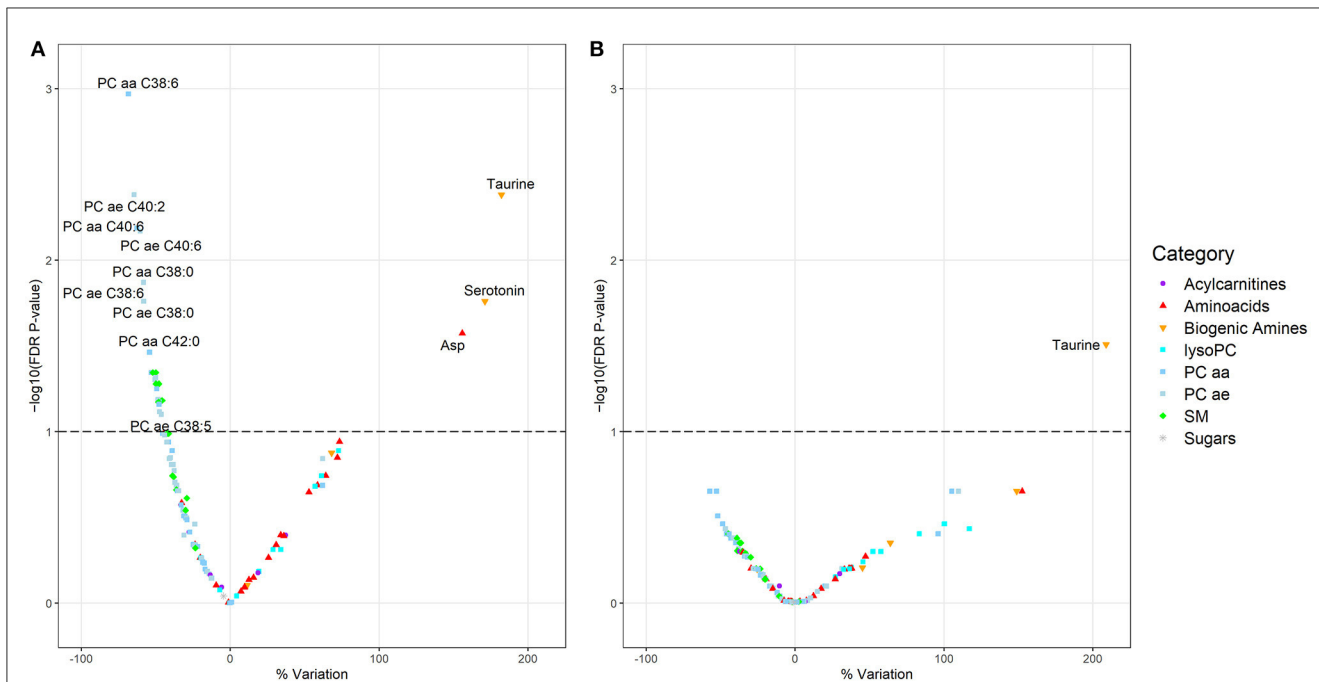 A
PC aa C38:6
Taurine
PC ae C40:2
PC aa C40:6
PC ae C40:6
PC aa C38:0
PC ae C38:6
PC ae C38:0
Serotonin
Asp
PC aa C42:0
PC ae C38:5
3
2
1
0
-100
0
100
200
−log10(FDR P-value)
% Variation
B
Taurine
3
2
1
0
-100
0
100
200
−log10(FDR P-value)
% Variation
Category
Acylcarnitines
Aminoacids
Biogenic Amines
lysoPC
PC aa
PC ae
SM
Sugars